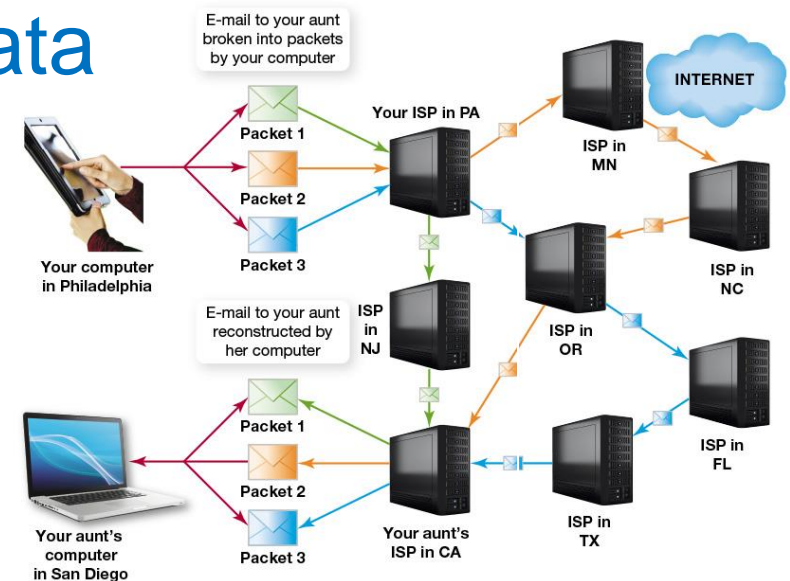 ata
E-mail to your aunt
broken into packets
by your computer
Packet 1
Packet 2
Packet 3
Your computer
in Philadelphia
Your ISP in PA
ISP in
MN
INTERNET
ISP in
NC
ISP
in
NJ
ISP in
OR
ISP in
FL
ISP in
TX
E-mail to your aunt
reconstructed by
her computer
Packet 1
Packet 2
Packet 3
Your aunt's
ISP in CA
Your aunt's
computer
in San Diego